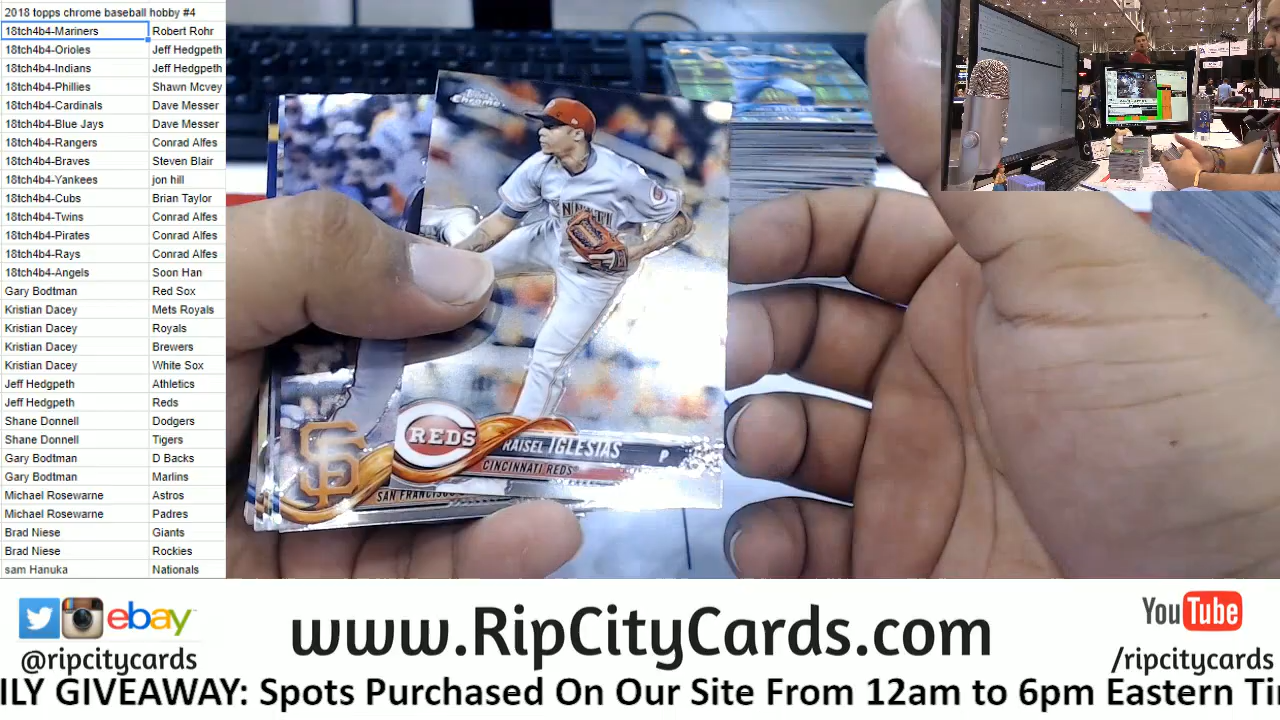 2018 topps chrome baseball hobby #4
18tch4b4-Mariners Robert Rohr
18tch4b4-Orioles Jeff Hedgpeth
18tch4b4-Indians Jeff Hedgpeth
18tch4b4-Phillies Shawn Mcvey
18tch4b4-Cardinals Dave Messer
18tch4b4-Blue Jays Dave Messer
18tch4b4-Rangers Conrad Alfes
18tch4b4-Braves Steven Blair
18tch4b4-Yankees jon hill
18tch4b4-Cubs Brian Taylor
18tch4b4-Twins Conrad Alfes
18tch4b4-Pirates Conrad Alfes
18tch4b4-Rays Conrad Alfes
18tch4b4-Angels Soon Han
Gary Bodtman Red Sox
Kristian Dacey Mets Royals
Kristian Dacey Royals
Kristian Dacey Brewers
Kristian Dacey White Sox
Jeff Hedgpeth Athletics
Jeff Hedgpeth Reds
Shane Donnell Dodgers
Shane Donnell Tigers
Gary Bodtman D Backs
Gary Bodtman Marlins
Michael Rosewarne Astros
Michael Rosewarne Padres
Brad Niese Giants
Brad Niese Rockies
sam Hanuka Nationals
Chrome
REDS
RAISEL IGLESIAS P
CINCINNATI REDS
SF
SAN FRANCISCO
ebay
@ripcitycards
www.RipCityCards.com
YouTube
/ripcitycards
ILY GIVEAWAY: Spots Purchased On Our Site From 12am to 6pm Eastern Ti